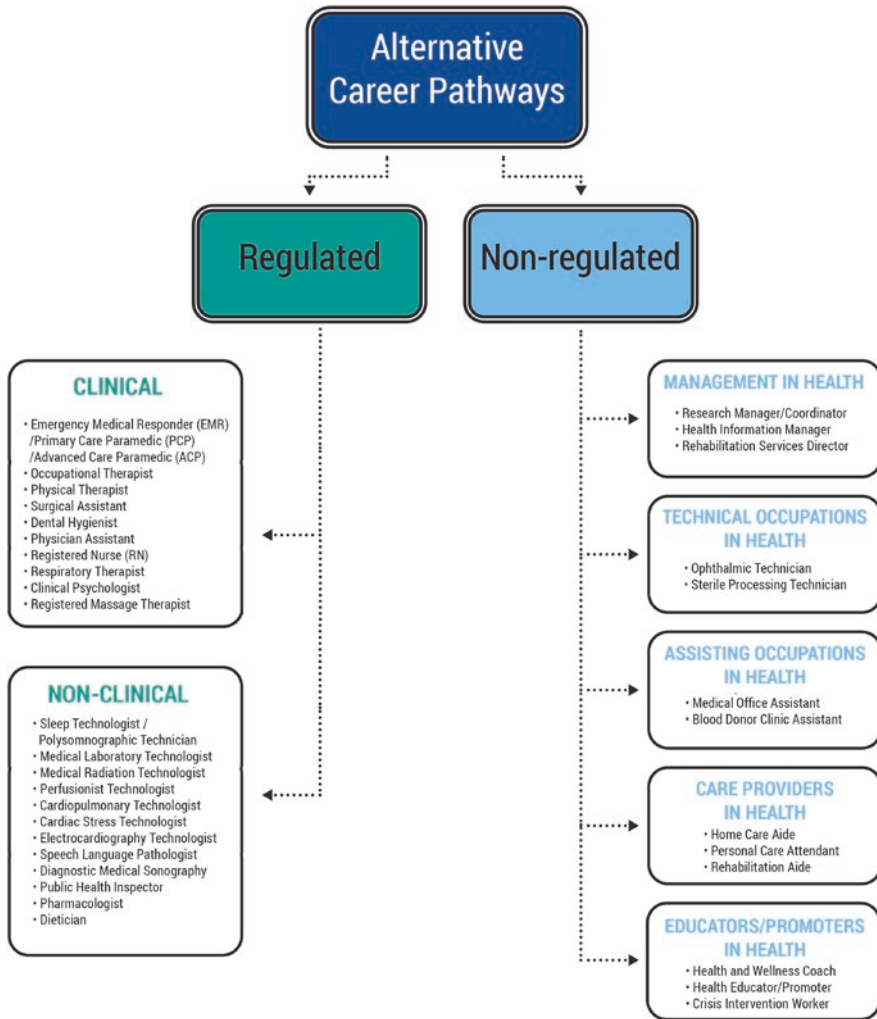 Alternative
Career Pathways
Regulated
Non-regulated
CLINICAL
• Emergency Medical Responder (EMR)
/Primary Care Paramedic (PCP)
/Advanced Care Paramedic (ACP)
• Occupational Therapist
• Physical Therapist
• Surgical Assistant
• Dental Hygienist
• Physician Assistant
• Registered Nurse (RN)
• Respiratory Therapist
• Clinical Psychologist
• Registered Massage Therapist
NON-CLINICAL
• Sleep Technologist /
Polysomnographic Technician
• Medical Laboratory Technologist
• Medical Radiation Technologist
• Perfusionist Technologist
• Cardiopulmonary Technologist
• Cardiac Stress Technologist
• Electrocardiography Technologist
• Speech Language Pathologist
• Diagnostic Medical Sonography
• Public Health Inspector
• Pharmacologist
• Dietician
MANAGEMENT IN HEALTH
• Research Manager/Coordinator
• Health Information Manager
• Rehabilitation Services Director
TECHNICAL OCCUPATIONS
IN HEALTH
• Ophthalmic Technician
• Sterile Processing Technician
ASSISTING OCCUPATIONS
IN HEALTH
• Medical Office Assistant
• Blood Donor Clinic Assistant
CARE PROVIDERS
IN HEALTH
• Home Care Aide
• Personal Care Attendant
• Rehabilitation Aide
EDUCATORS/PROMOTERS
IN HEALTH
• Health and Wellness Coach
• Health Educator/Promoter
• Crisis Intervention Worker